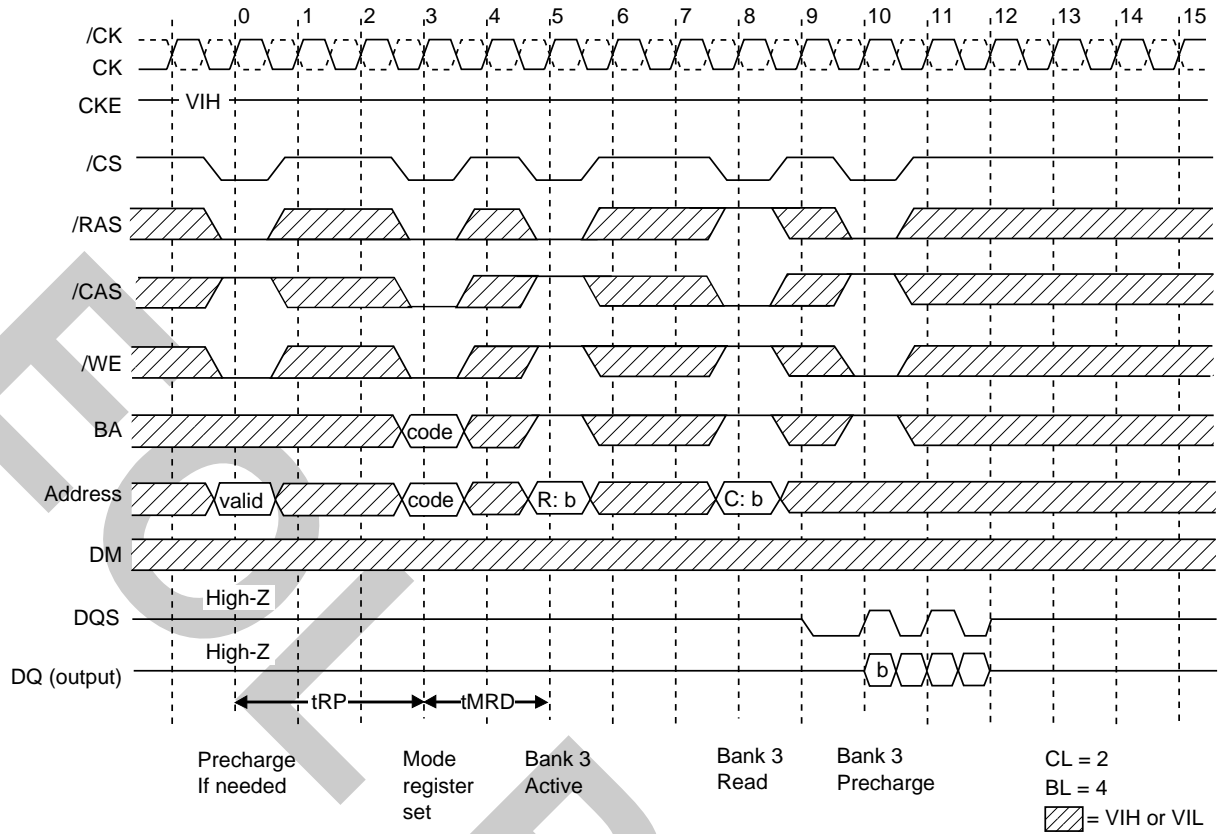 0 1 2 3 4 5 6 7 8 9 10 11 12 13 14 15
/CK
CK
CKE VIH
/CS
/RAS
/CAS
/WE
BA code
Address valid code R: b C: b
DM
High-Z
DQS
High-Z
DQ (output) b
tRP tMRD
Precharge If needed
Mode register set
Bank 3 Active
Bank 3 Read
Bank 3 Precharge
CL = 2
BL = 4
= VIH or VIL